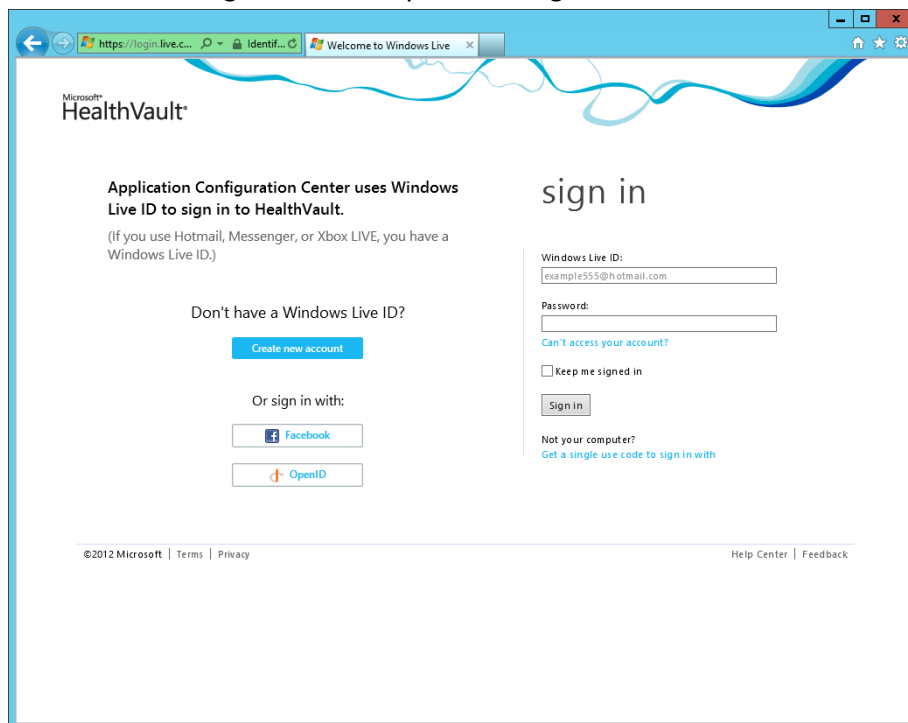 https://login.live.c...
Identif...
Welcome to Windows Live
Microsoft®
HealthVault®
Application Configuration Center uses Windows
Live ID to sign in to HealthVault.
(If you use Hotmail, Messenger, or Xbox LIVE, you have a
Windows Live ID.)
Don't have a Windows Live ID?
Create new account
Or sign in with:
Facebook
OpenID
sign in
Windows Live ID:
example555@hotmail.com
Password:
Can't access your account?
Keep me signed in
Sign in
Not your computer?
Get a single use code to sign in with
©2012 Microsoft | Terms | Privacy
Help Center | Feedback